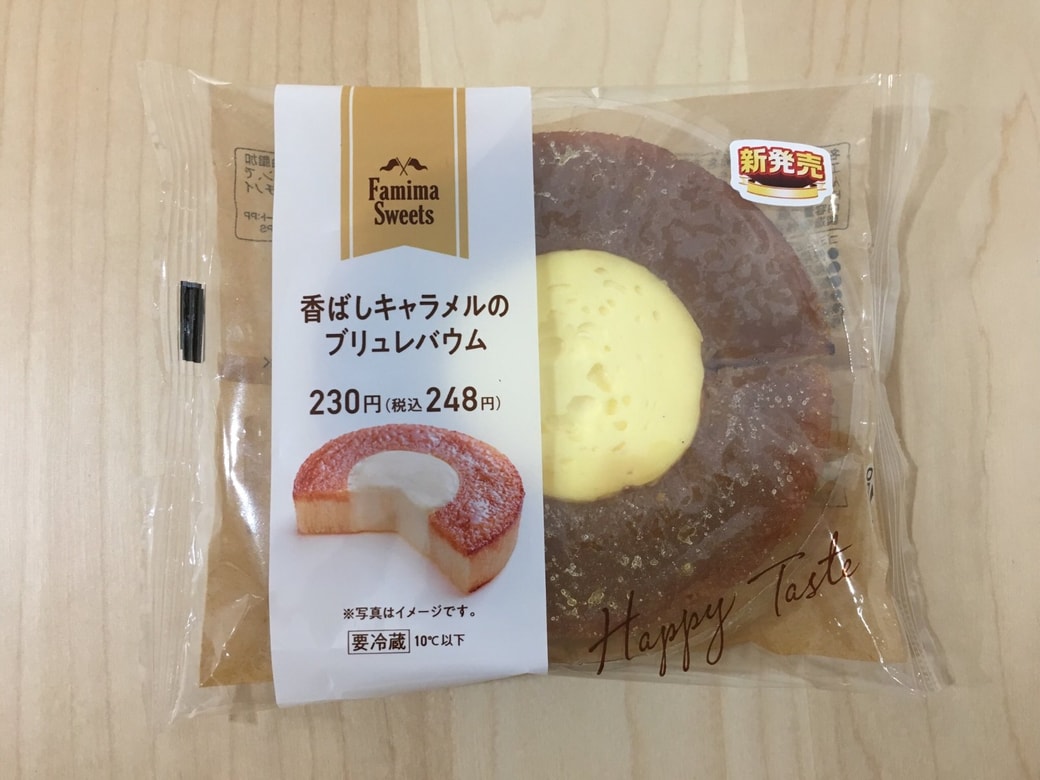 Famima
Sweets
香ばしキャラメルの
ブリュレバウム
230円(税込248円)
※写真はイメージです。
要冷蔵 10℃以下
新発売
Happy Taste